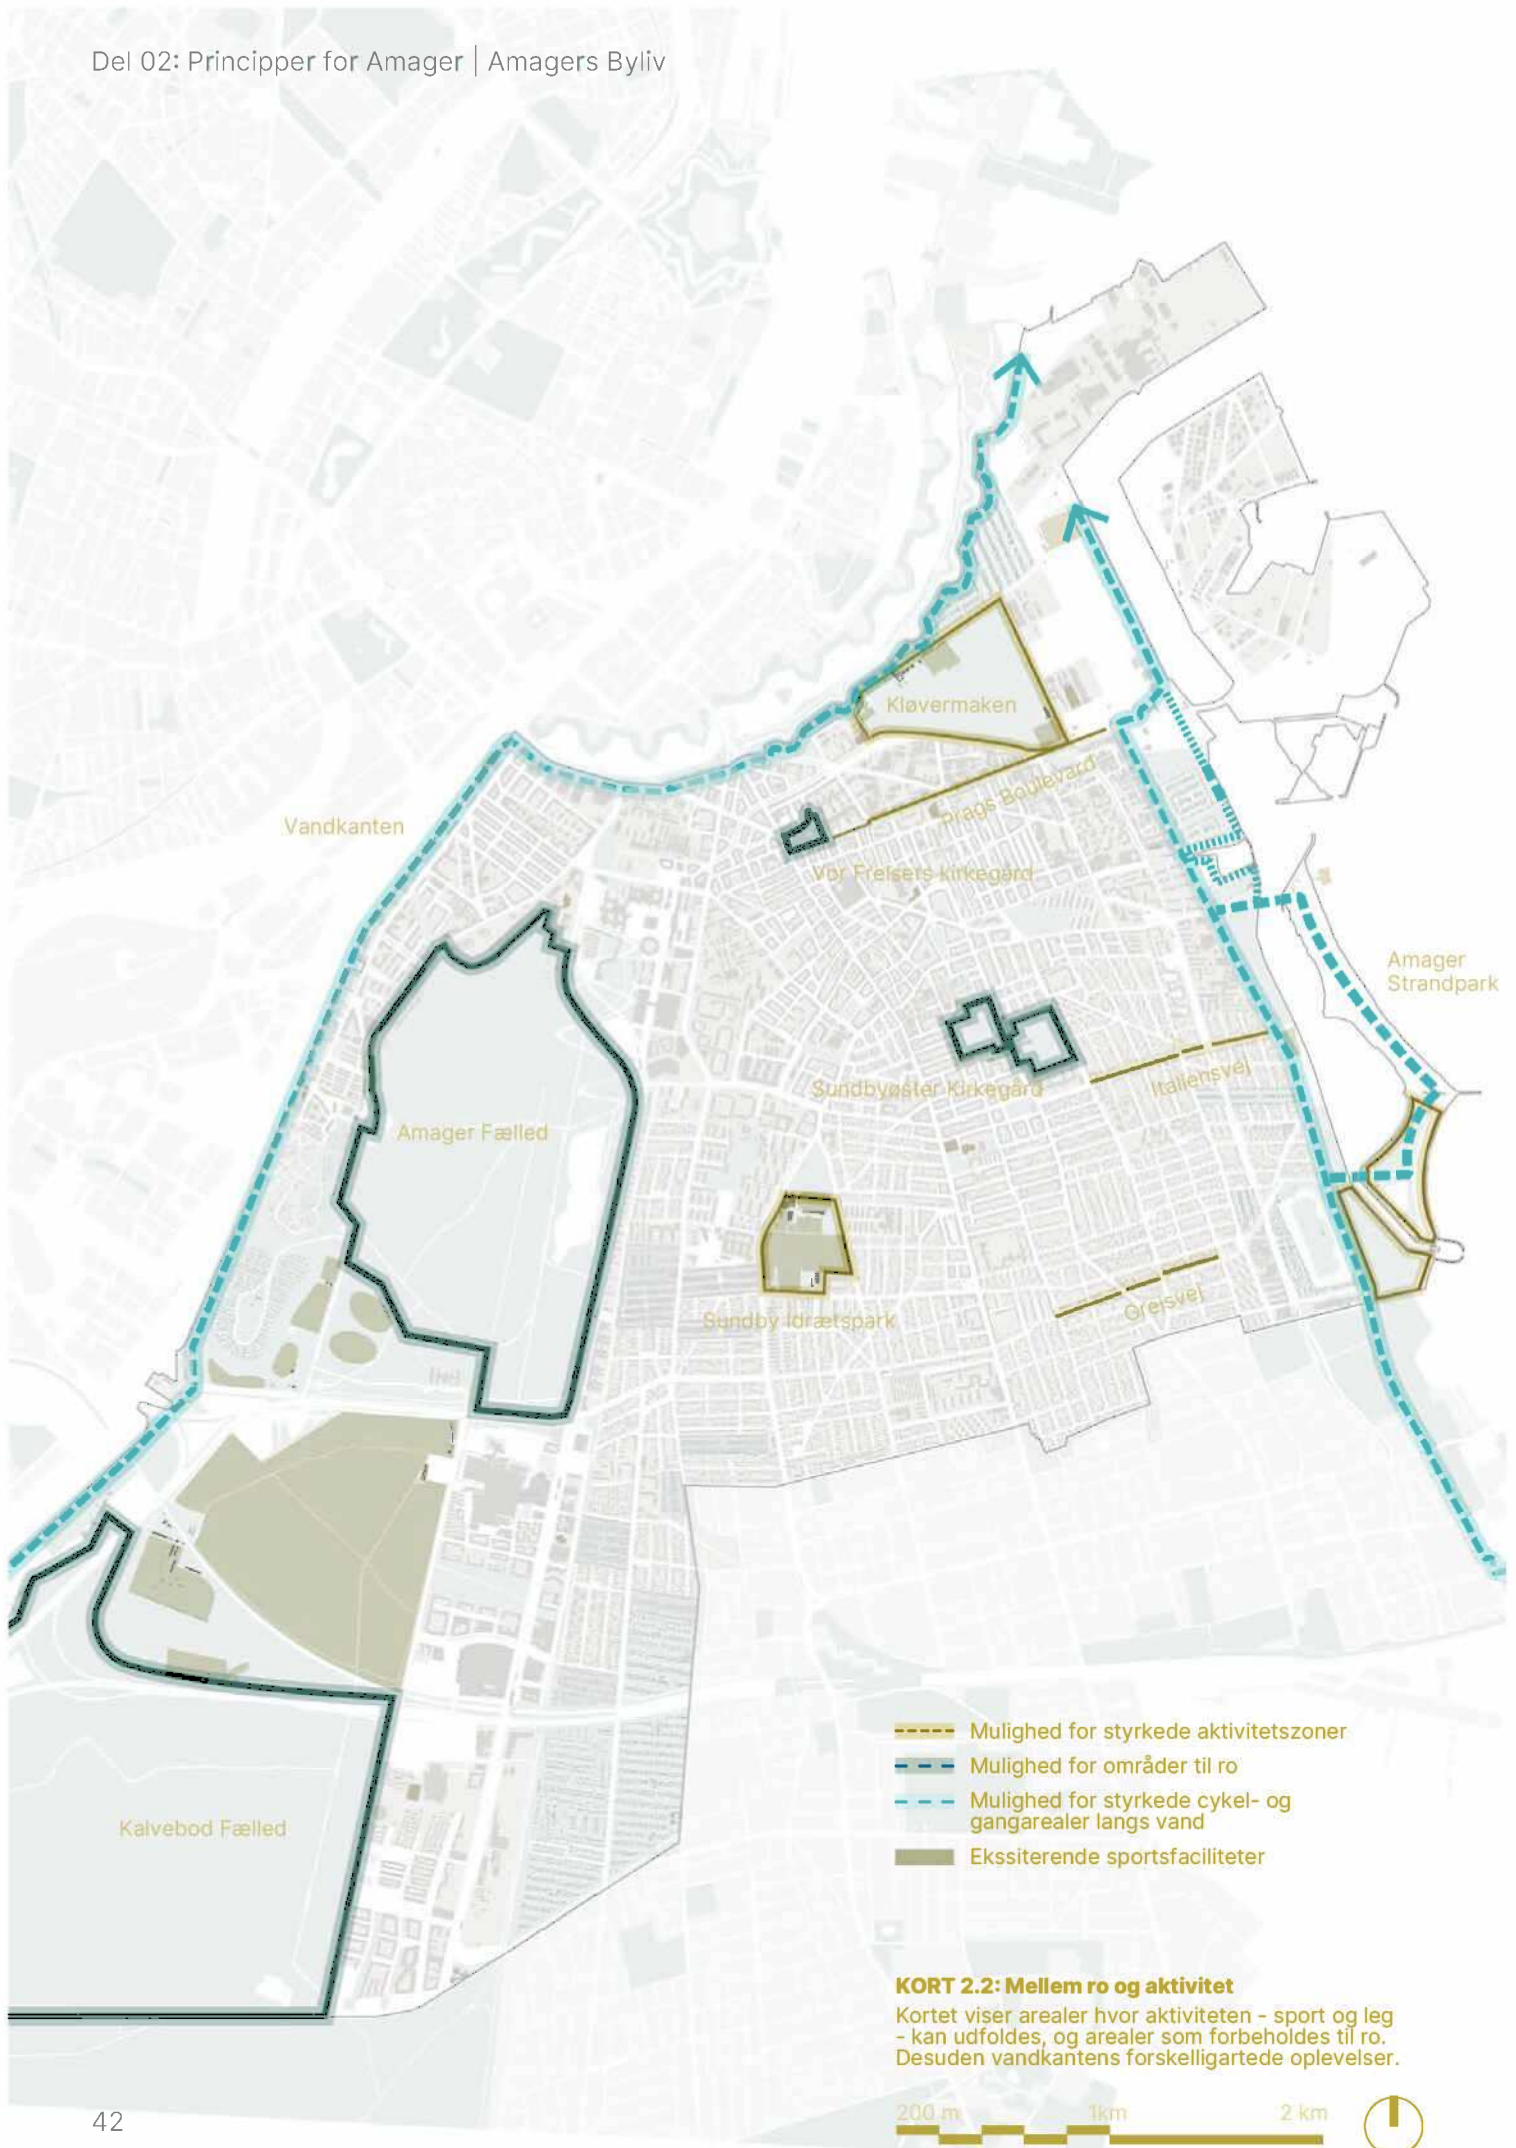 Del 02: Principper for Amager | Amagers Byliv
Kløvermaken
Prags Boulevard
Vandkanten
Vor Frelsers kirkegård
Amager
Strandpark
Italiensvej
Sundbyøster Kirkegård
Amager Fælled
Sundby Idrætspark
Greisvej
Kalvebod Fælled
Mulighed for styrkede aktivitetszoner
Mulighed for områder til ro
Mulighed for styrkede cykel- og
gangarealer langs vand
Ekssiterende sportsfaciliteter
KORT 2.2: Mellem ro og aktivitet
Kortet viser arealer hvor aktiviteten - sport og leg
- kan udfoldes, og arealer som forbeholdes til ro.
Desuden vandkantens forskelligartede oplevelser.
200 m 1km 2 km
42